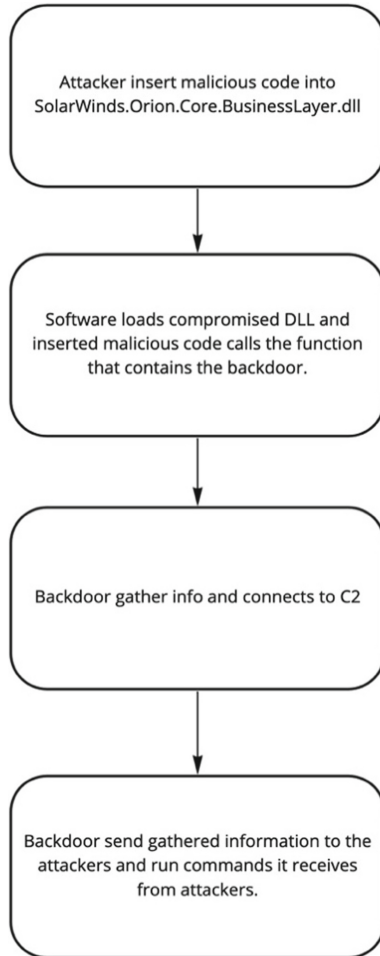 Attacker insert malicious code into
SolarWinds.Orion.Core.BusinessLayer.dll
Software loads compromised DLL and
inserted malicious code calls the function
that contains the backdoor.
Backdoor gather info and connects to C2
Backdoor send gathered information to the
attackers and run commands it receives
from attackers.